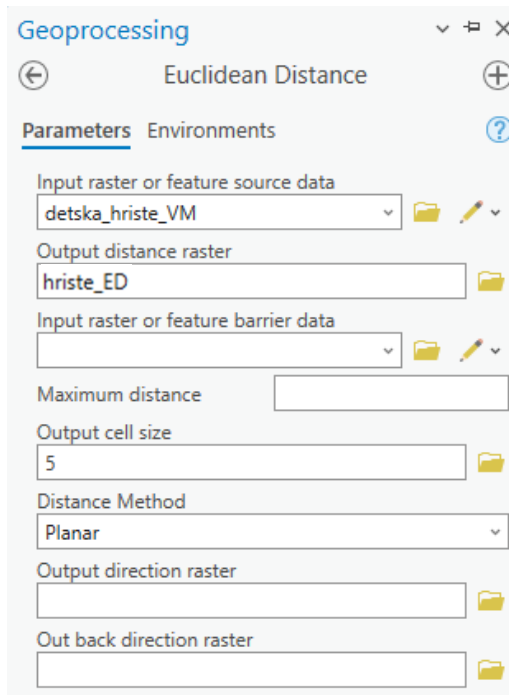 Geoprocessing
Euclidean Distance
Parameters Environments
Input raster or feature source data
detska_hriste_VM
Output distance raster
hriste_ED
Input raster or feature barrier data
Maximum distance
Output cell size
5
Distance Method
Planar
Output direction raster
Out back direction raster